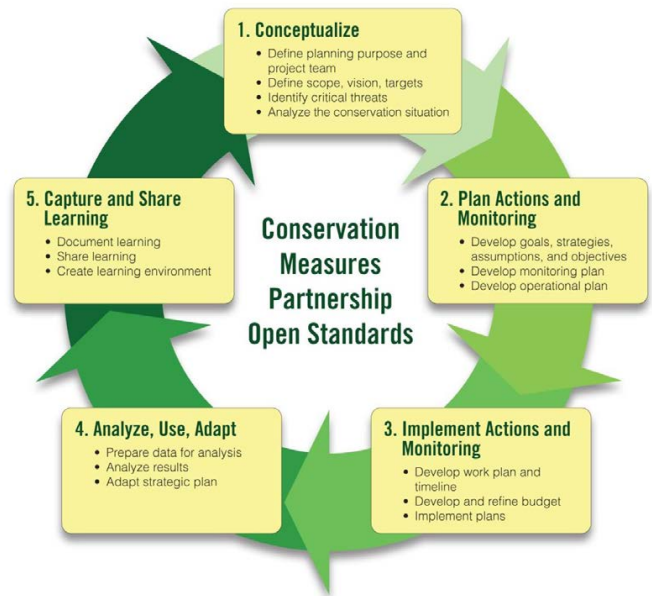 1. Conceptualize
• Define planning purpose and
project team
• Define scope, vision, targets
• Identify critical threats
• Analyze the conservation situation
2. Plan Actions and
Monitoring
• Develop goals, strategies,
assumptions, and objectives
• Develop monitoring plan
• Develop operational plan
3. Implement Actions and
Monitoring
• Develop work plan and
timeline
• Develop and refine budget
• Implement plans
4. Analyze, Use, Adapt
• Prepare data for analysis
• Analyze results
• Adapt strategic plan
5. Capture and Share
Learning
• Document learning
• Share learning
• Create learning environment
Conservation
Measures
Partnership
Open Standards